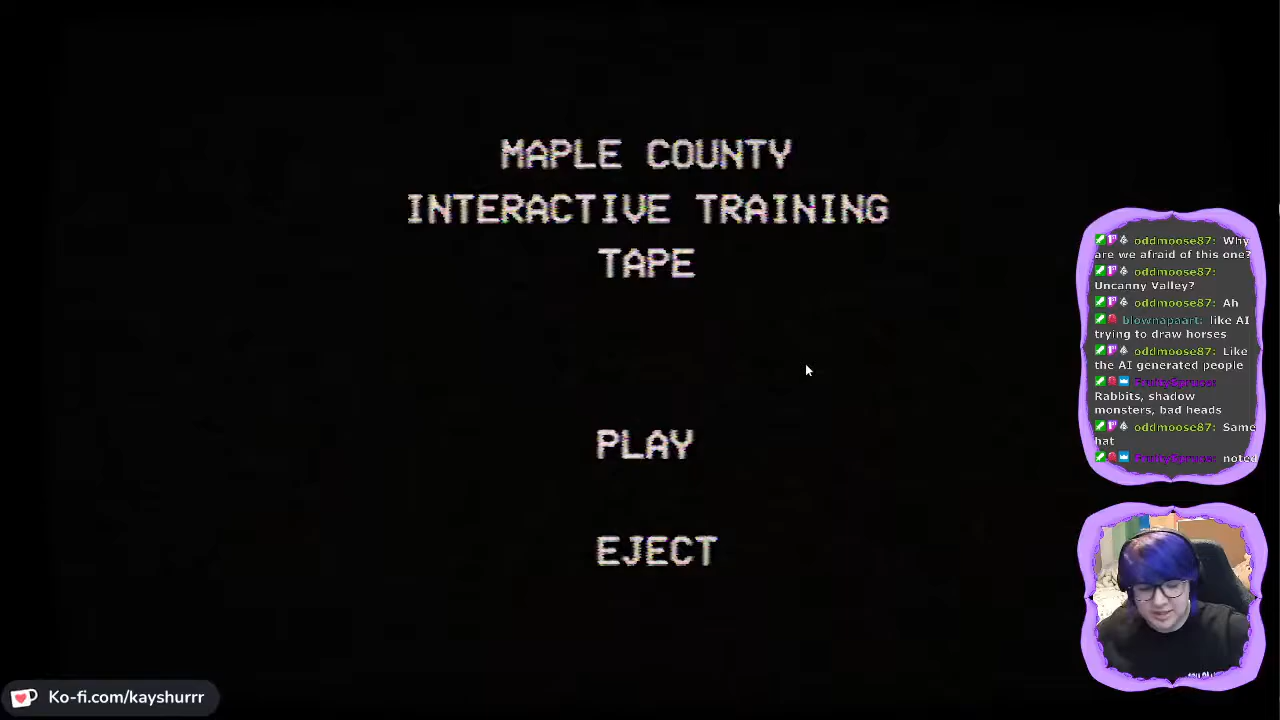 MAPLE COUNTY
INTERACTIVE TRAINING
TAPE
PLAY
EJECT
oddmoose87: Why
are we afraid of this one?
oddmoose87:
Uncanny Valley?
oddmoose87: Ah
blownapaart: like AI
trying to draw horses
oddmoose87: Like
the AI generated people
Rabbits, shadow
monsters, bad heads
oddmoose87: Same
hat
noted
Ko-fi.com/kayshurrr